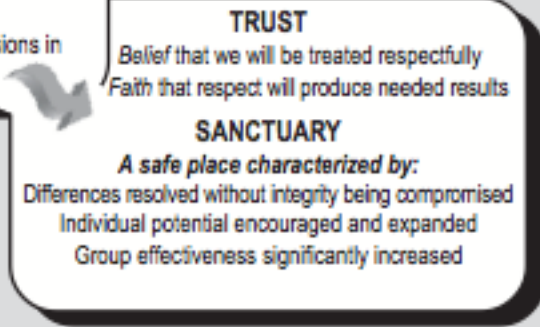 sions in
TRUST
Belief that we will be treated respectfully
Faith that respect will produce needed results
SANCTUARY
A safe place characterized by:
Differences resolved without integrity being compromised
Individual potential encouraged and expanded
Group effectiveness significantly increased